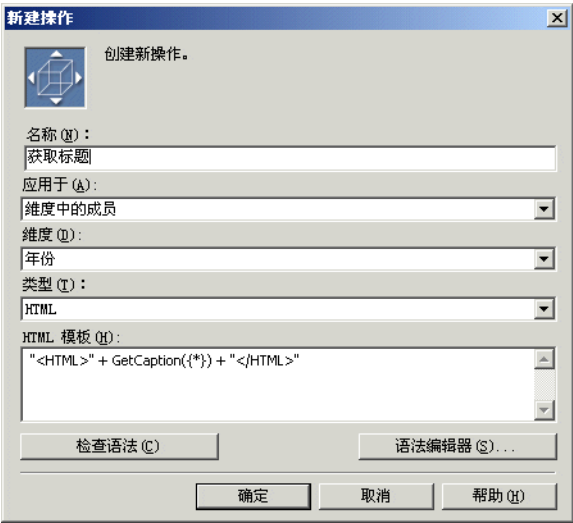 新建操作
创建新操作。
名称(N)：
获取标题
应用于(A):
维度中的成员
维度(D):
年份
类型(T)：
HTML
HTML 模板(H):
"<HTML>" + GetCaption({*}) + "</HTML>"
检查语法(C)
语法编辑器(S)...
确定
取消
帮助(H)